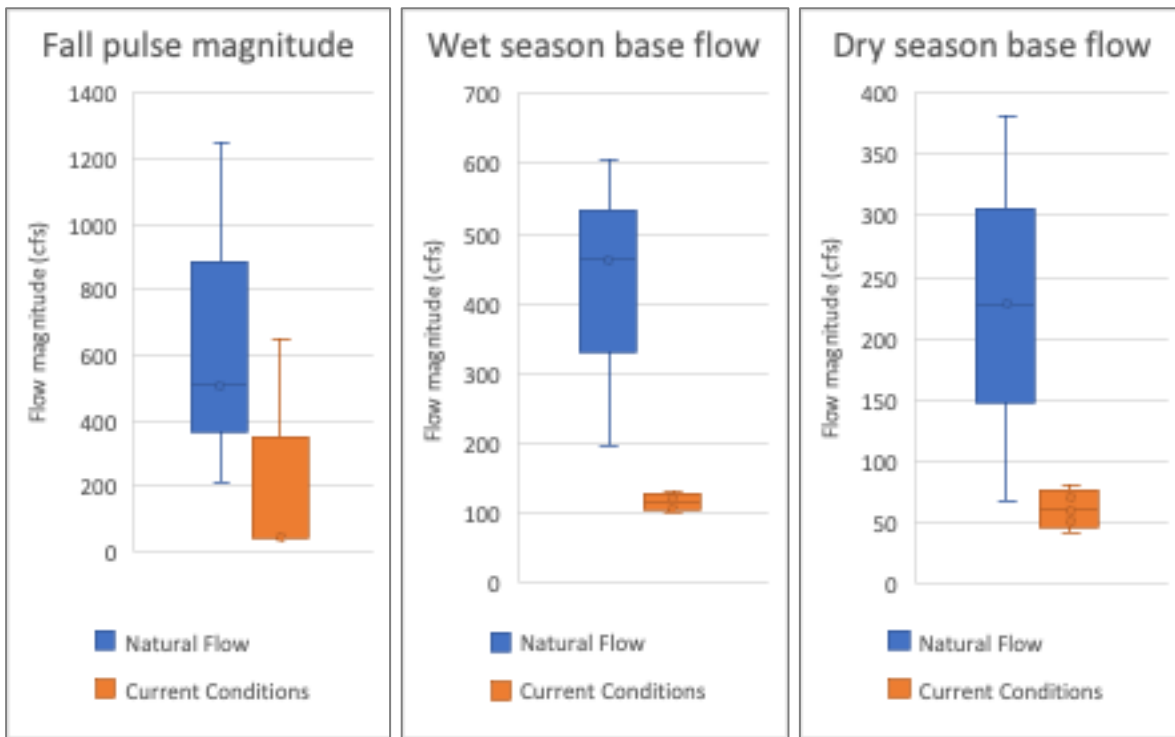 Fall pulse magnitude
1400
1200
1000
800
600
400
200
0
Flow magnitude (cfs)
Natural Flow
Current Conditions
Wet season base flow
700
600
500
400
300
200
100
0
Flow magnitude (cfs)
Natural Flow
Current Conditions
Dry season base flow
400
350
300
250
200
150
100
50
0
Flow magnitude (cfs)
Natural Flow
Current Conditions